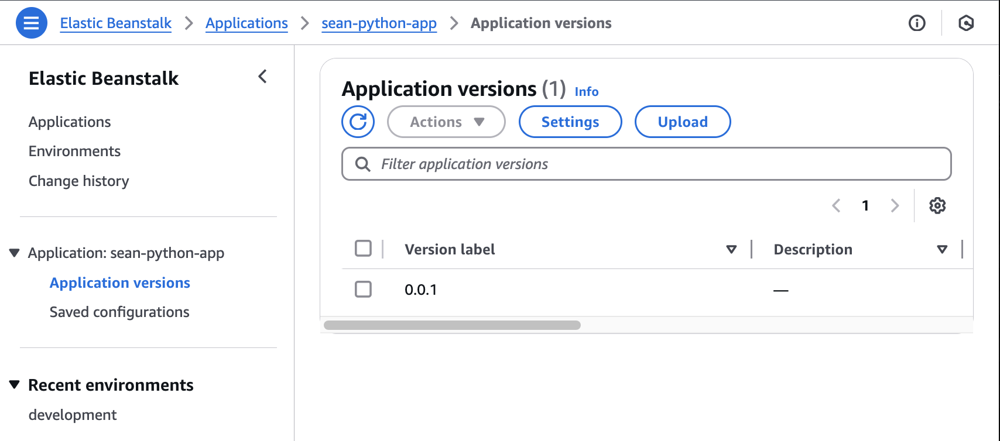 Elastic Beanstalk > Applications > sean-python-app > Application versions
Elastic Beanstalk
Applications
Environments
Change history
Application: sean-python-app
Application versions
Saved configurations
Recent environments
development
Application versions (1) Info
Actions Settings Upload
Filter application versions
1
Version label Description
0.0.1 —